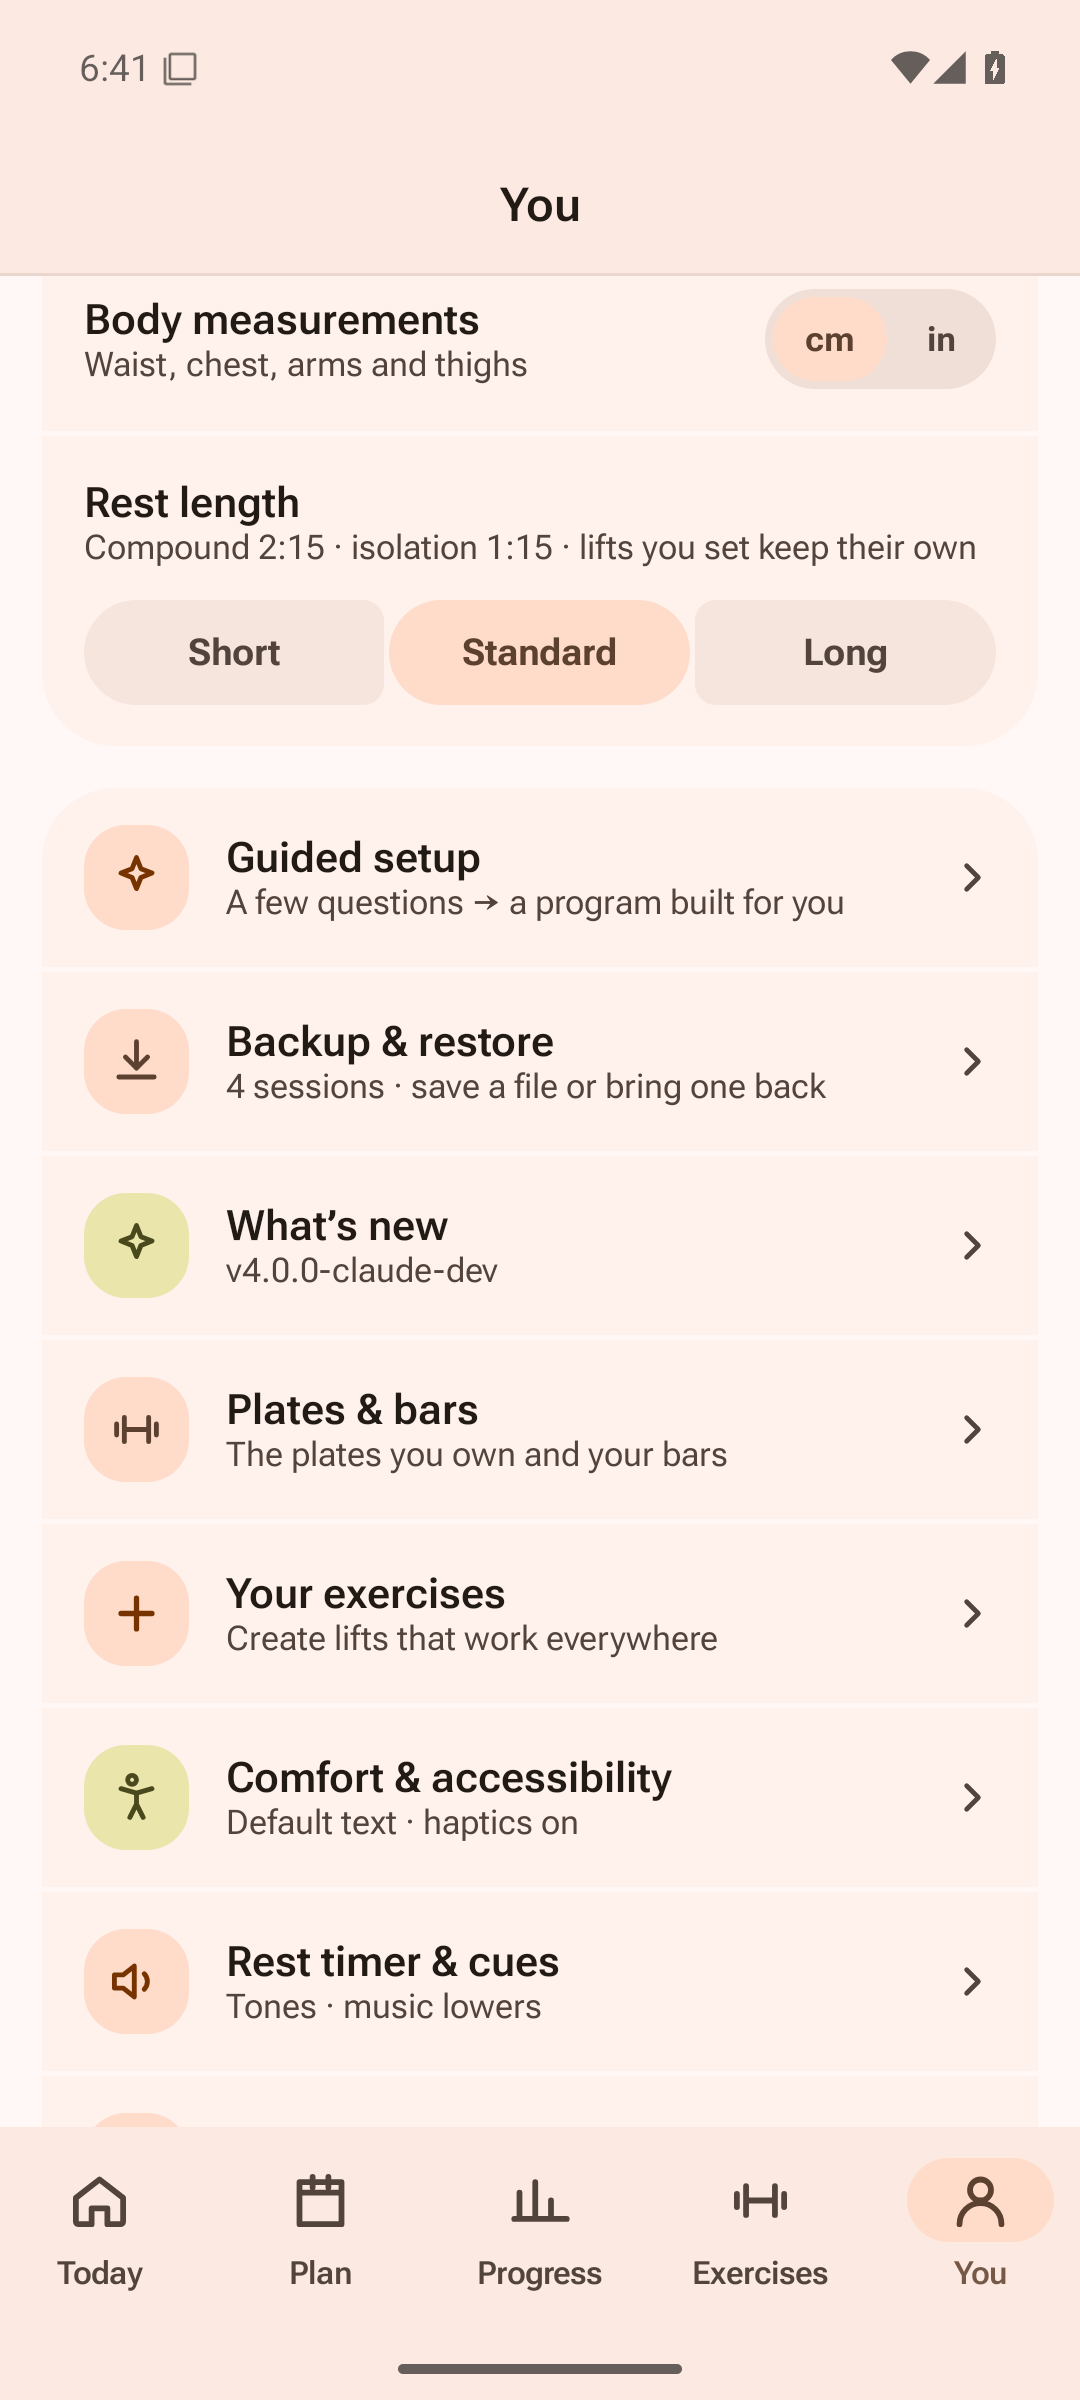 6:41
You
Body measurements
Waist, chest, arms and thighs
cm
in
Rest length
Compound 2:15 · isolation 1:15 · lifts you set keep their own
Short
Standard
Long
Guided setup
A few questions → a program built for you
Backup & restore
4 sessions · save a file or bring one back
What’s new
v4.0.0-claude-dev
Plates & bars
The plates you own and your bars
Your exercises
Create lifts that work everywhere
Comfort & accessibility
Default text · haptics on
Rest timer & cues
Tones · music lowers
Today
Plan
Progress
Exercises
You